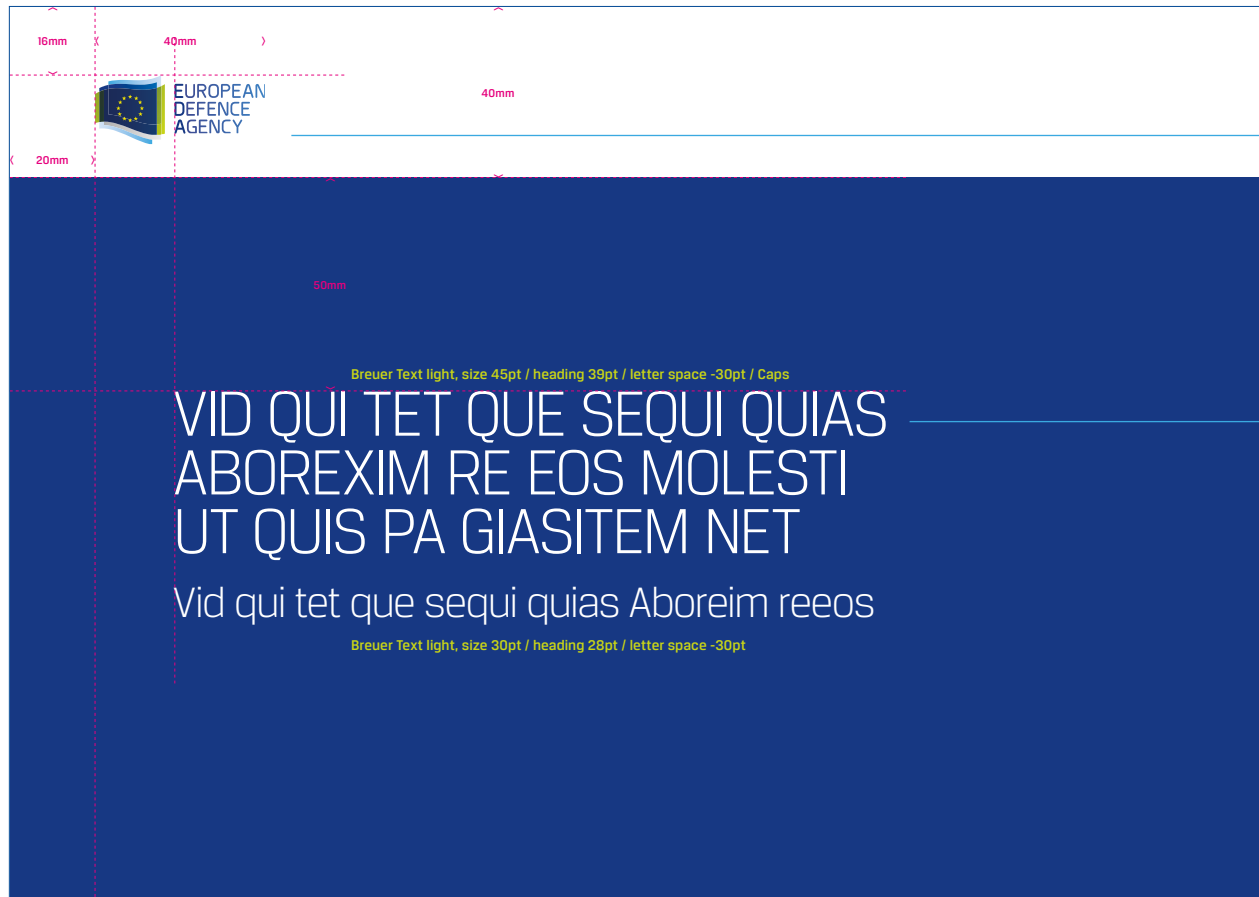 16mm
40mm
40mm
EUROPEAN
DEFENCE
AGENCY
20mm
50mm
Breuer Text light, size 45pt / heading 39pt / letter space -30pt / Caps
VID QUI TET QUE SEQUI QUIAS
ABOREXIM RE EOS MOLESTI
UT QUIS PA GIASITEM NET
Vid qui tet que sequi quias Aboreim reeos
Breuer Text light, size 30pt / heading 28pt / letter space -30pt